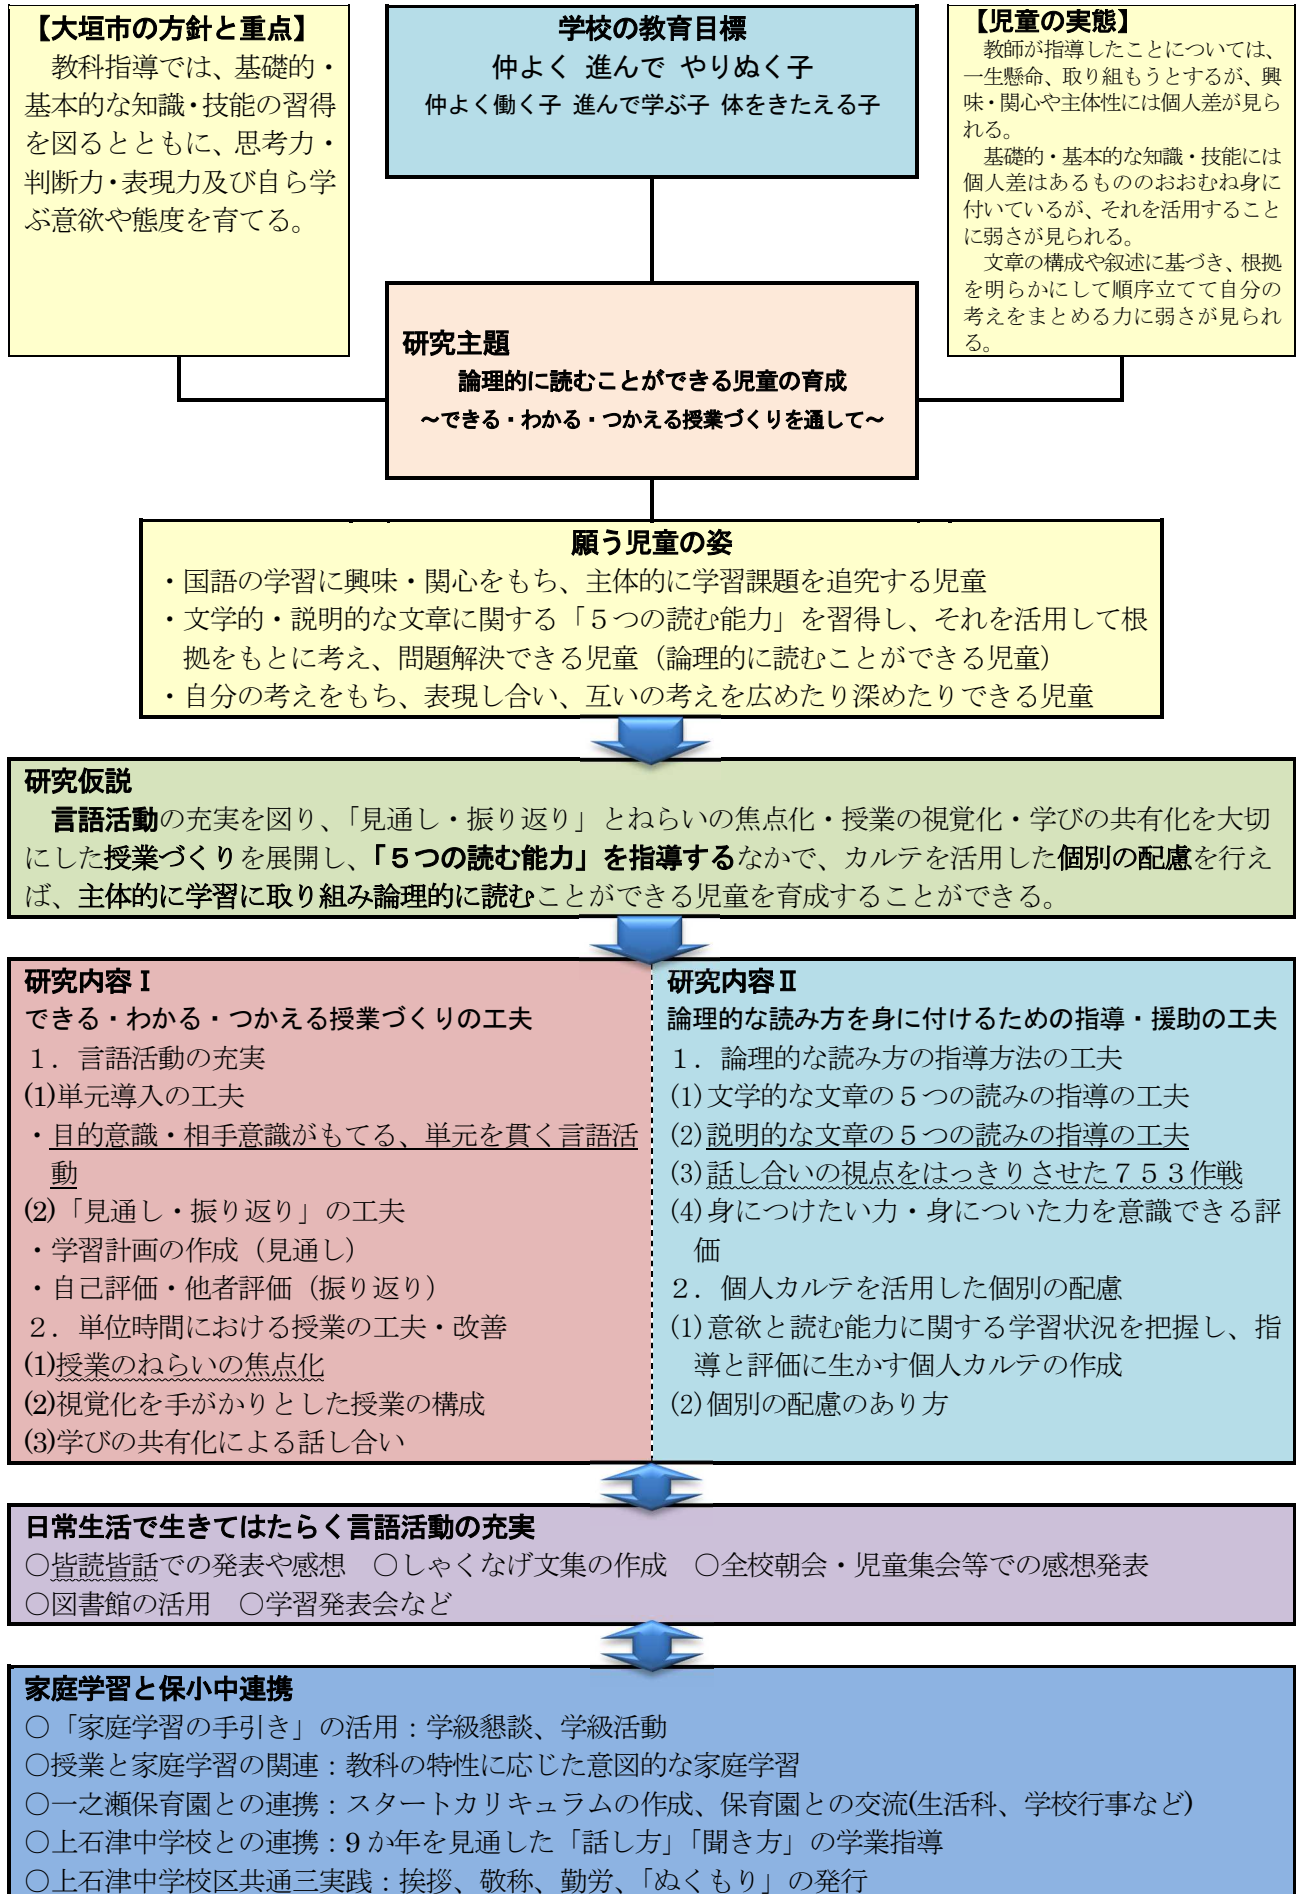 【大垣市の方針と重点】
教科指導では、基礎的・
基本的な知識・技能の習得
を図るとともに、思考力・
判断力・表現力及び自ら学
ぶ意欲や態度を育てる。
学校の教育目標
仲よく 進んで やりぬく子
仲よく働く子 進んで学ぶ子 体をきたえる子
【児童の実態】
教師が指導したことについては、
一生懸命、取り組もうとするが、興
味・関心や主体性には個人差が見ら
れる。
基礎的・基本的な知識・技能には
個人差はあるもののおおむね身に
付いているが、それを活用すること
に弱さが見られる。
文章の構成や叙述に基づき、根拠
を明らかにして順序立てて自分の
考えをまとめる力に弱さが見られ
る。
研究主題
論理的に読むことができる児童の育成
～できる・わかる・つかえる授業づくりを通して～
願う児童の姿
・国語の学習に興味・関心をもち、主体的に学習課題を追究する児童
・文学的・説明的な文章に関する「５つの読む能力」を習得し、それを活用して根
拠をもとに考え、問題解決できる児童（論理的に読むことができる児童）
・自分の考えをもち、表現し合い、互いの考えを広めたり深めたりできる児童
研究仮説
言語活動の充実を図り、「見通し・振り返り」とねらいの焦点化・授業の視覚化・学びの共有化を大切
にした授業づくりを展開し、「５つの読む能力」を指導するなかで、カルテを活用した個別の配慮を行え
ば、主体的に学習に取り組み論理的に読むことができる児童を育成することができる。
研究内容Ⅰ
できる・わかる・つかえる授業づくりの工夫
１．言語活動の充実
(1)単元導入の工夫
・目的意識・相手意識がもてる、単元を貫く言語活
動
(2)「見通し・振り返り」の工夫
・学習計画の作成（見通し）
・自己評価・他者評価（振り返り）
２．単位時間における授業の工夫・改善
(1)授業のねらいの焦点化
(2)視覚化を手がかりとした授業の構成
(3)学びの共有化による話し合い
研究内容Ⅱ
論理的な読み方を身に付けるための指導・援助の工夫
１．論理的な読み方の指導方法の工夫
(1)文学的な文章の５つの読みの指導の工夫
(2)説明的な文章の５つの読みの指導の工夫
(3)話し合いの視点をはっきりさせた７５３作戦
(4)身につけたい力・身についた力を意識できる評
価
２．個人カルテを活用した個別の配慮
(1)意欲と読む能力に関する学習状況を把握し、指
導と評価に生かす個人カルテの作成
(2)個別の配慮のあり方
日常生活で生きてはたらく言語活動の充実
○皆読皆話での発表や感想 ○しゃくなげ文集の作成 ○全校朝会・児童集会等での感想発表
○図書館の活用 ○学習発表会など
家庭学習と保小中連携
○「家庭学習の手引き」の活用：学級懇談、学級活動
○授業と家庭学習の関連：教科の特性に応じた意図的な家庭学習
○一之瀬保育園との連携：スタートカリキュラムの作成、保育園との交流(生活科、学校行事など)
○上石津中学校との連携：9 か年を見通した「話し方」「聞き方」の学業指導
○上石津中学校区共通三実践：挨拶、敬称、勤労、「ぬくもり」の発行